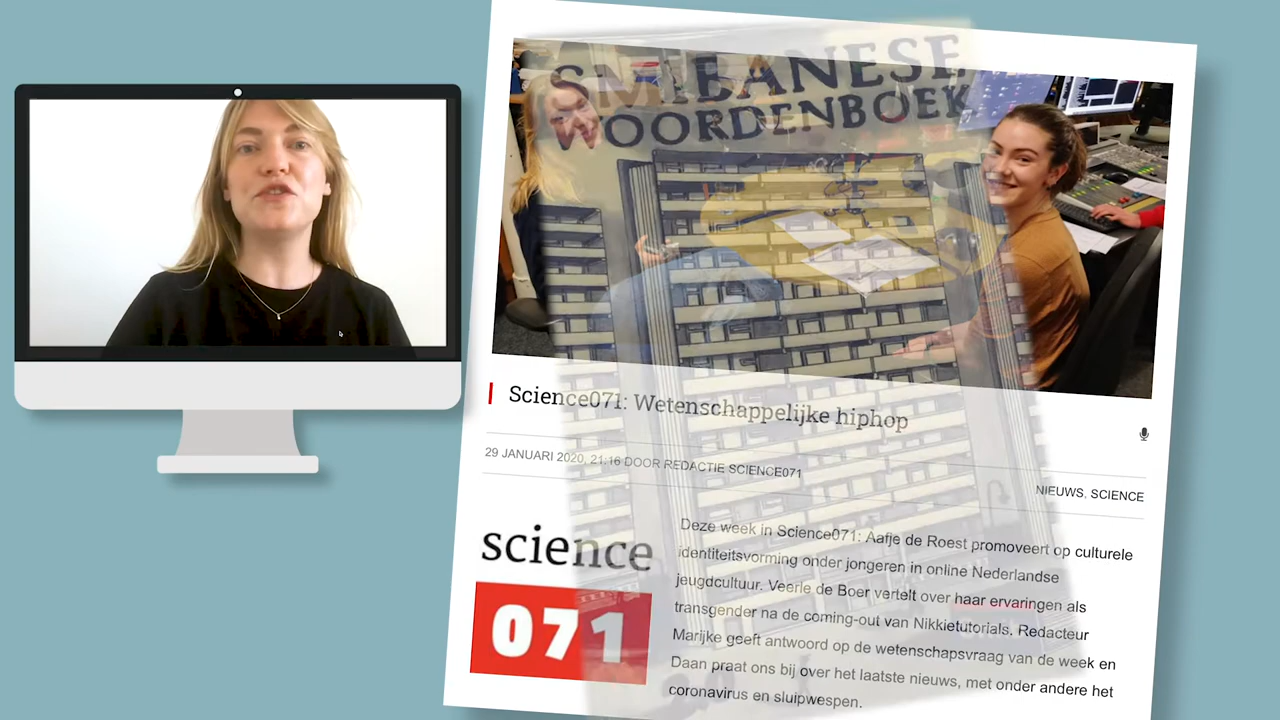 SMIBANESE
WOORDENBOEK
Science071: Wetenschappelijke hiphop
29 JANUARI 2020, 21:16 DOOR REDACTIE SCIENCE071
NIEUWS, SCIENCE
science
071
Deze week in Science071: Aafje de Roest promoveert op culturele
identiteitsvorming onder jongeren in online Nederlandse
jeugdcultuur. Veerle de Boer vertelt over haar ervaringen als
transgender na de coming-out van Nikkietutorials. Redacteur
Marijke geeft antwoord op de wetenschapsvraag van de week en
Daan praat ons bij over het laatste nieuws, met onder andere het
coronavirus en sluipwespen.